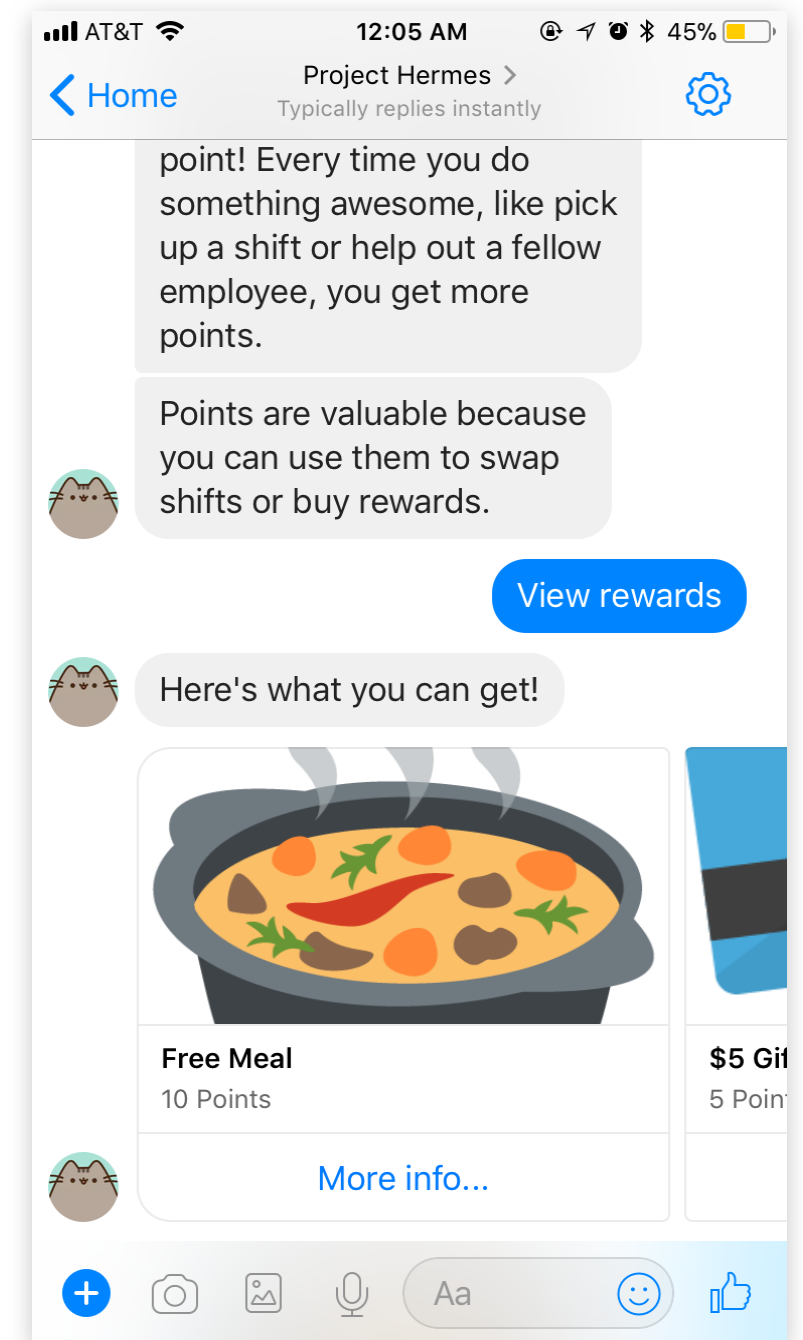 AT&T 12:05 AM 45%
Home Project Hermes
Typically replies instantly
point! Every time you do
something awesome, like pick
up a shift or help out a fellow
employee, you get more
points.
Points are valuable because
you can use them to swap
shifts or buy rewards.
View rewards
Here's what you can get!
Free Meal
10 Points
More info...
$5
5
Aa